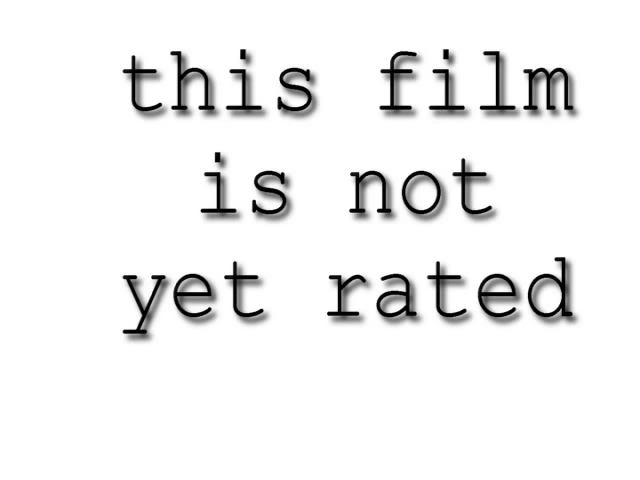 this film
is not
yet rated